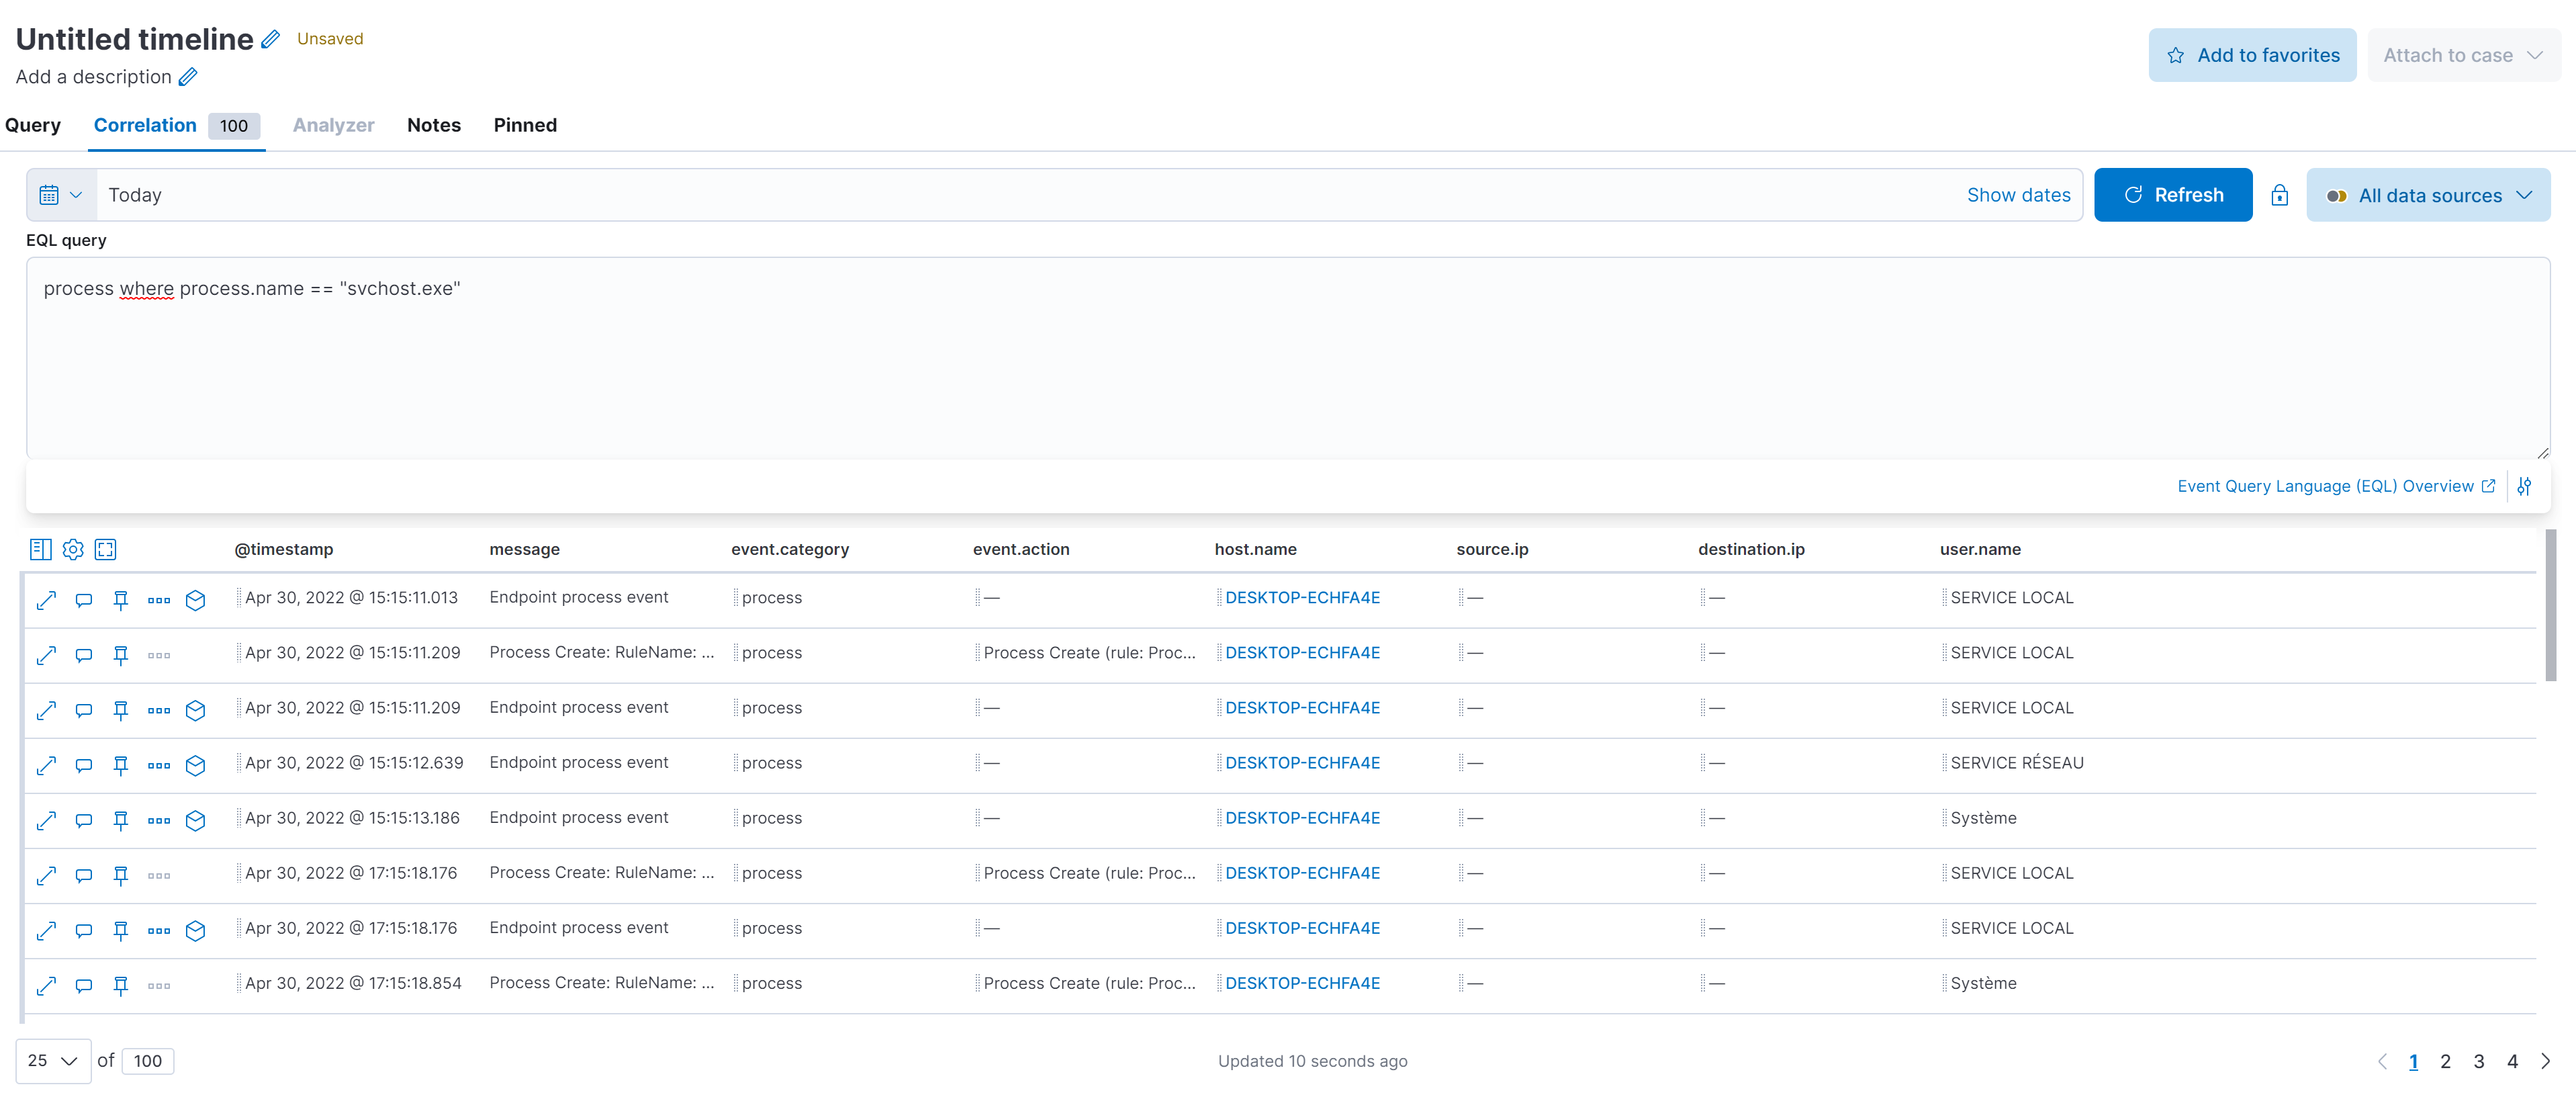 Untitled timeline Unsaved
Add a description
Add to favorites Attach to case
Query Correlation 100 Analyzer Notes Pinned
Today Show dates Refresh All data sources
EQL query
process where process.name == "svchost.exe"
Event Query Language (EQL) Overview
@timestamp message event.category event.action host.name source.ip destination.ip user.name
Apr 30, 2022 @ 15:15:11.013 Endpoint process event process — DESKTOP-ECHFA4E — — SERVICE LOCAL
Apr 30, 2022 @ 15:15:11.209 Process Create: RuleName: ... process Process Create (rule: Proc... DESKTOP-ECHFA4E — — SERVICE LOCAL
Apr 30, 2022 @ 15:15:11.209 Endpoint process event process — DESKTOP-ECHFA4E — — SERVICE LOCAL
Apr 30, 2022 @ 15:15:12.639 Endpoint process event process — DESKTOP-ECHFA4E — — SERVICE RÉSEAU
Apr 30, 2022 @ 15:15:13.186 Endpoint process event process — DESKTOP-ECHFA4E — — Système
Apr 30, 2022 @ 17:15:18.176 Process Create: RuleName: ... process Process Create (rule: Proc... DESKTOP-ECHFA4E — — SERVICE LOCAL
Apr 30, 2022 @ 17:15:18.176 Endpoint process event process — DESKTOP-ECHFA4E — — SERVICE LOCAL
Apr 30, 2022 @ 17:15:18.854 Process Create: RuleName: ... process Process Create (rule: Proc... DESKTOP-ECHFA4E — — Système
25 of 100 Updated 10 seconds ago 1 2 3 4